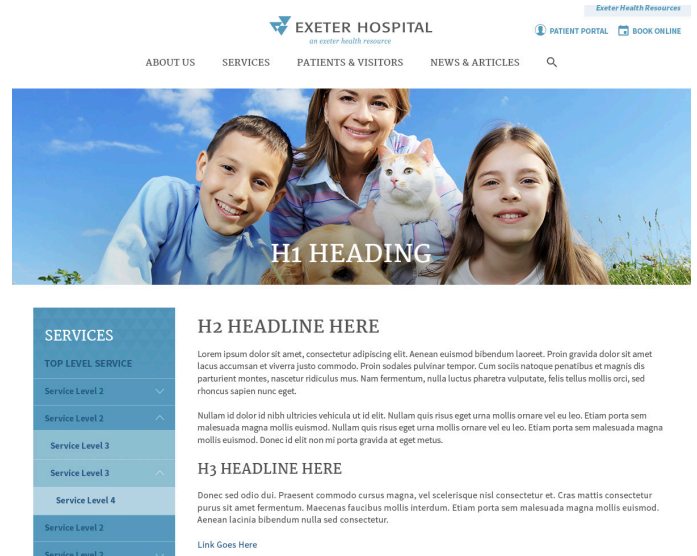 Exeter Health Resources
EXETER HOSPITAL
an exeter health resource
PATIENT PORTAL
BOOK ONLINE
ABOUT US
SERVICES
PATIENTS & VISITORS
NEWS & ARTICLES
H1 HEADING
SERVICES
TOP LEVEL SERVICE
Service Level 2
Service Level 2
Service Level 3
Service Level 3
Service Level 4
Service Level 2
Service Level 2
H2 HEADLINE HERE
Lorem ipsum dolor sit amet, consectetur adipiscing elit. Aenean euismod bibendum laoreet. Proin gravida dolor sit amet
lacus accumsan et viverra justo commodo. Proin sodales pulvinar tempor. Cum sociis natoque penatibus et magnis dis
parturient montes, nascetur ridiculus mus. Nam fermentum, nulla luctus pharetra vulputate, felis tellus mollis orci, sed
rhoncus sapien nunc eget.
Nullam id dolor id nibh ultricies vehicula ut id elit. Nullam quis risus eget urna mollis ornare vel eu leo. Etiam porta sem
malesuada magna mollis euismod. Nullam quis risus eget urna mollis ornare vel eu leo. Etiam porta sem malesuada magna
mollis euismod. Donec id elit non mi porta gravida at eget metus.
H3 HEADLINE HERE
Donec sed odio dui. Praesent commodo cursus magna, vel scelerisque nisl consectetur et. Cras mattis consectetur
purus sit amet fermentum. Maecenas faucibus mollis interdum. Etiam porta sem malesuada magna mollis euismod.
Aenean lacinia bibendum nulla sed consectetur.
Link Goes Here